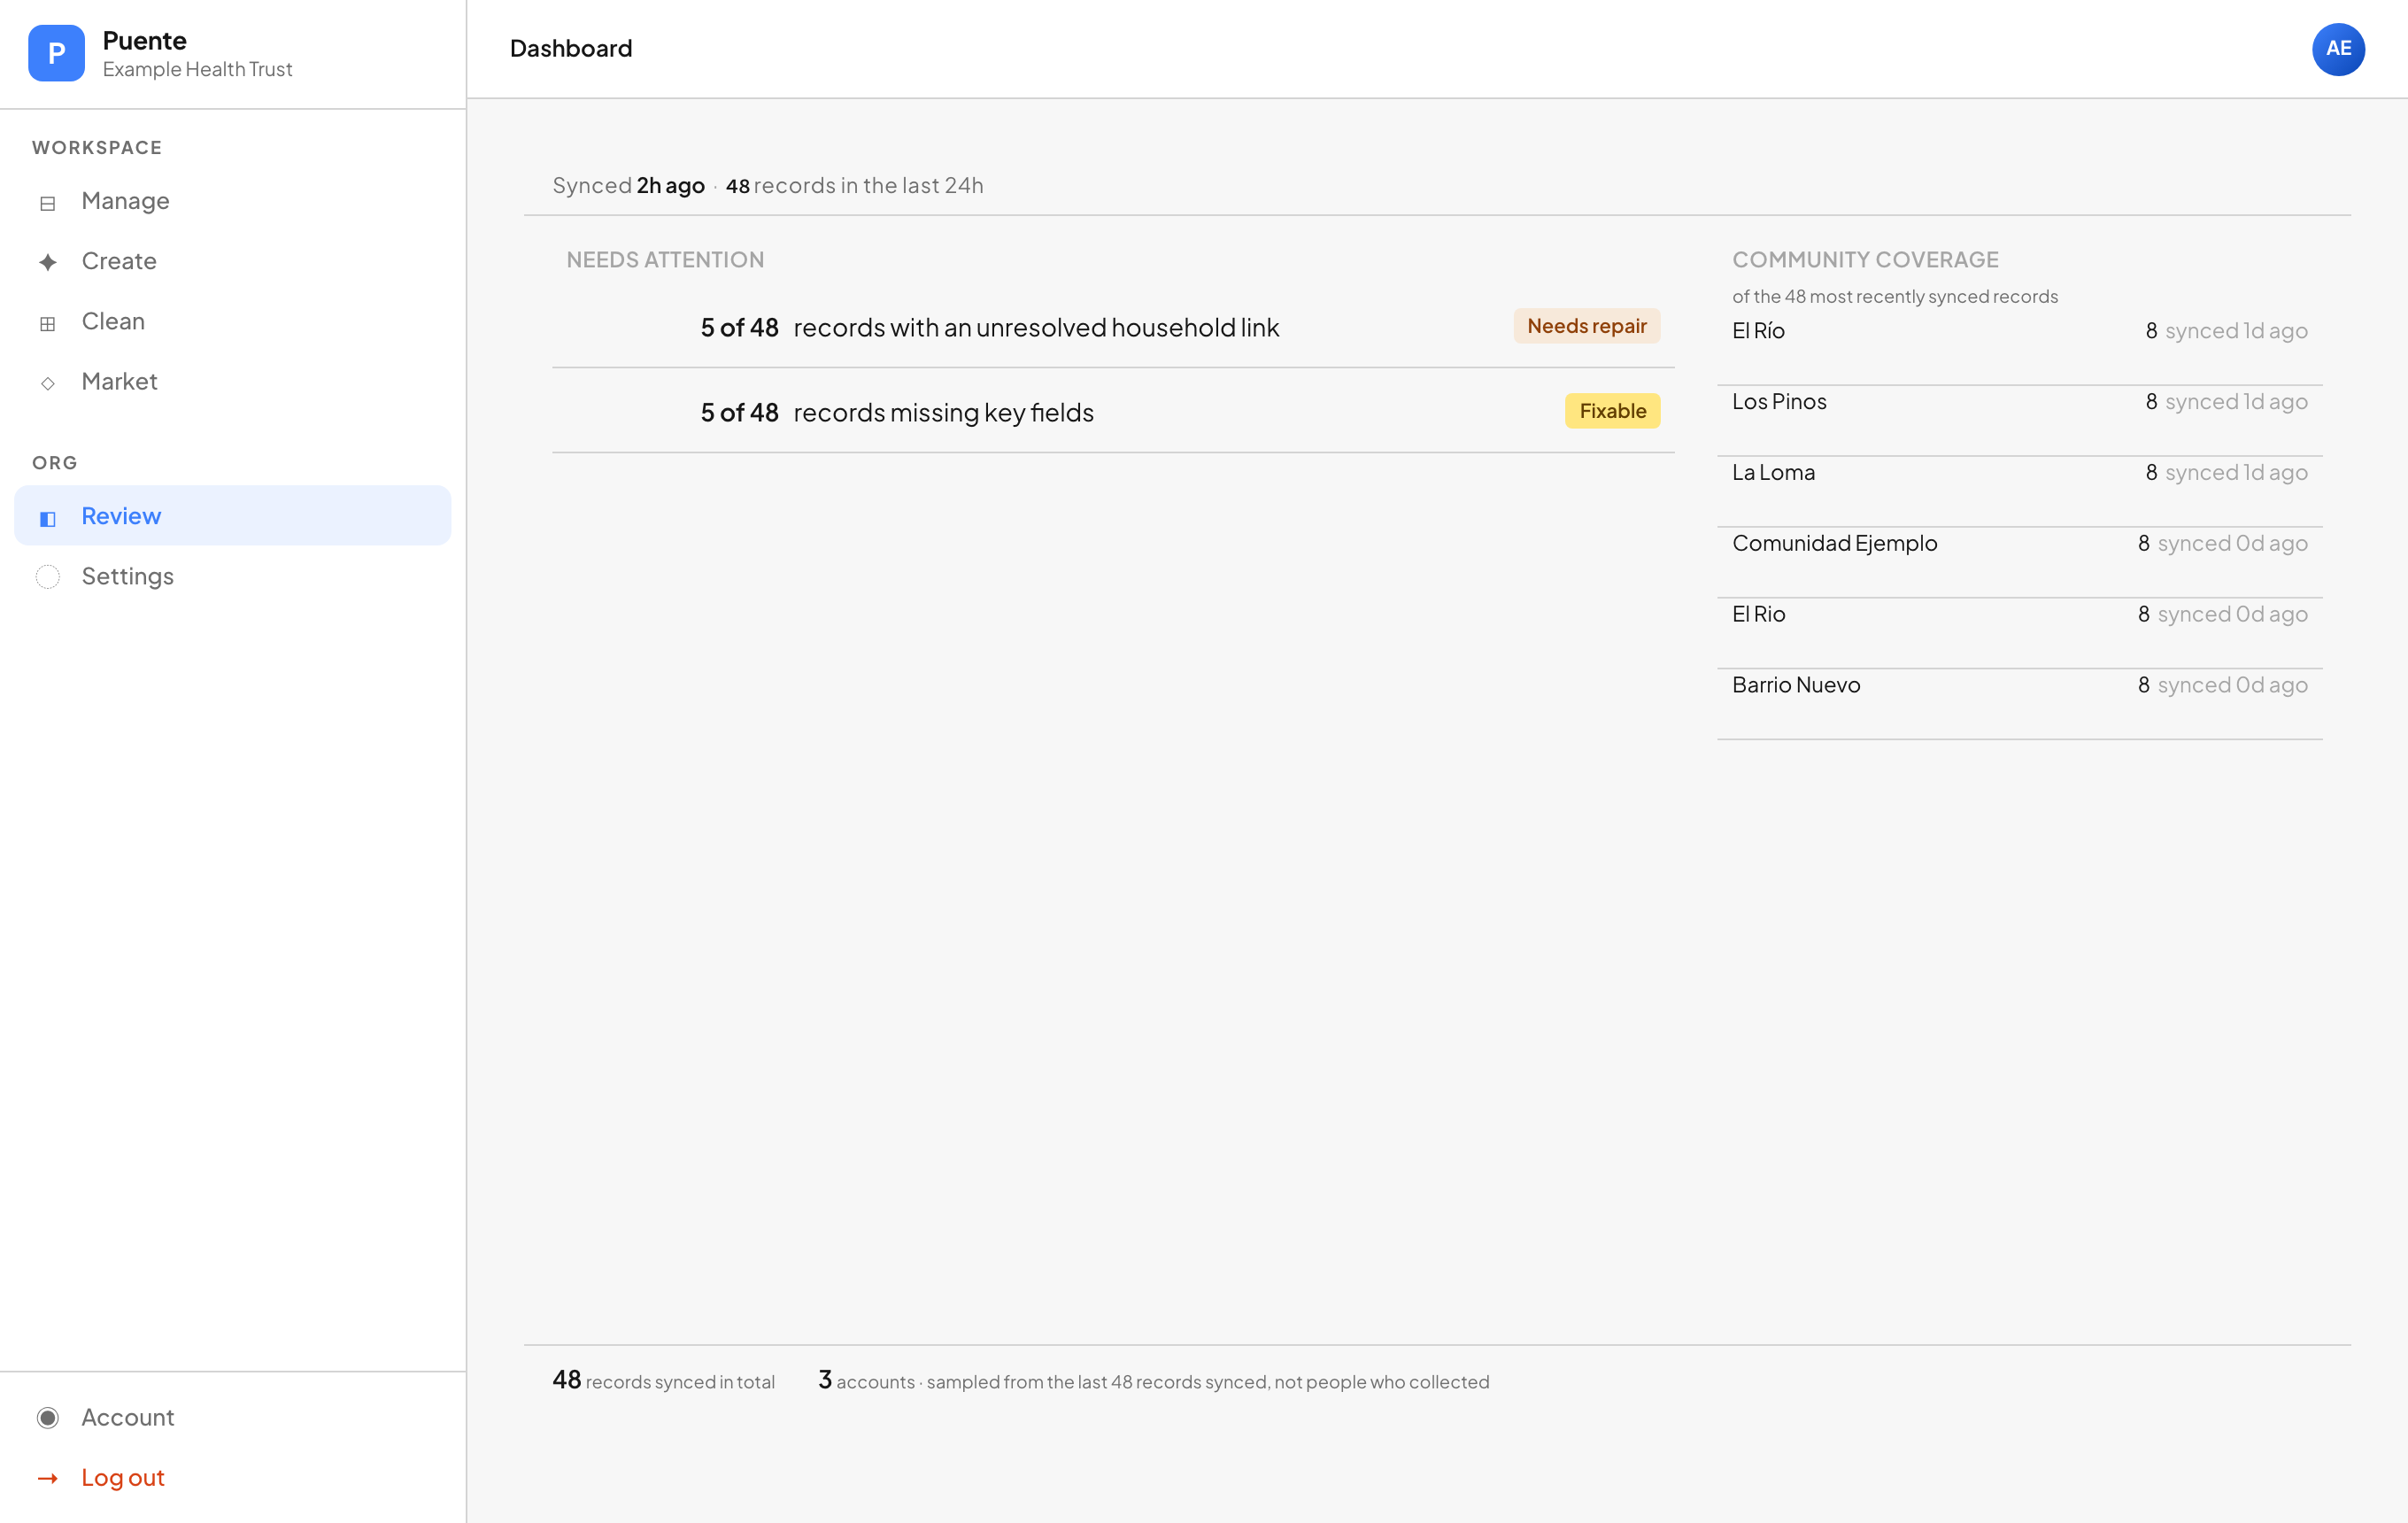 P
Puente
Example Health Trust
WORKSPACE
Manage
Create
Clean
Market
ORG
Review
Settings
Account
Log out
Dashboard
AE
Synced 2h ago · 48 records in the last 24h
NEEDS ATTENTION
5 of 48 records with an unresolved household link Needs repair
5 of 48 records missing key fields Fixable
COMMUNITY COVERAGE
of the 48 most recently synced records
El Río 8 synced 1d ago
Los Pinos 8 synced 1d ago
La Loma 8 synced 1d ago
Comunidad Ejemplo 8 synced 0d ago
El Rio 8 synced 0d ago
Barrio Nuevo 8 synced 0d ago
48 records synced in total 3 accounts · sampled from the last 48 records synced, not people who collected